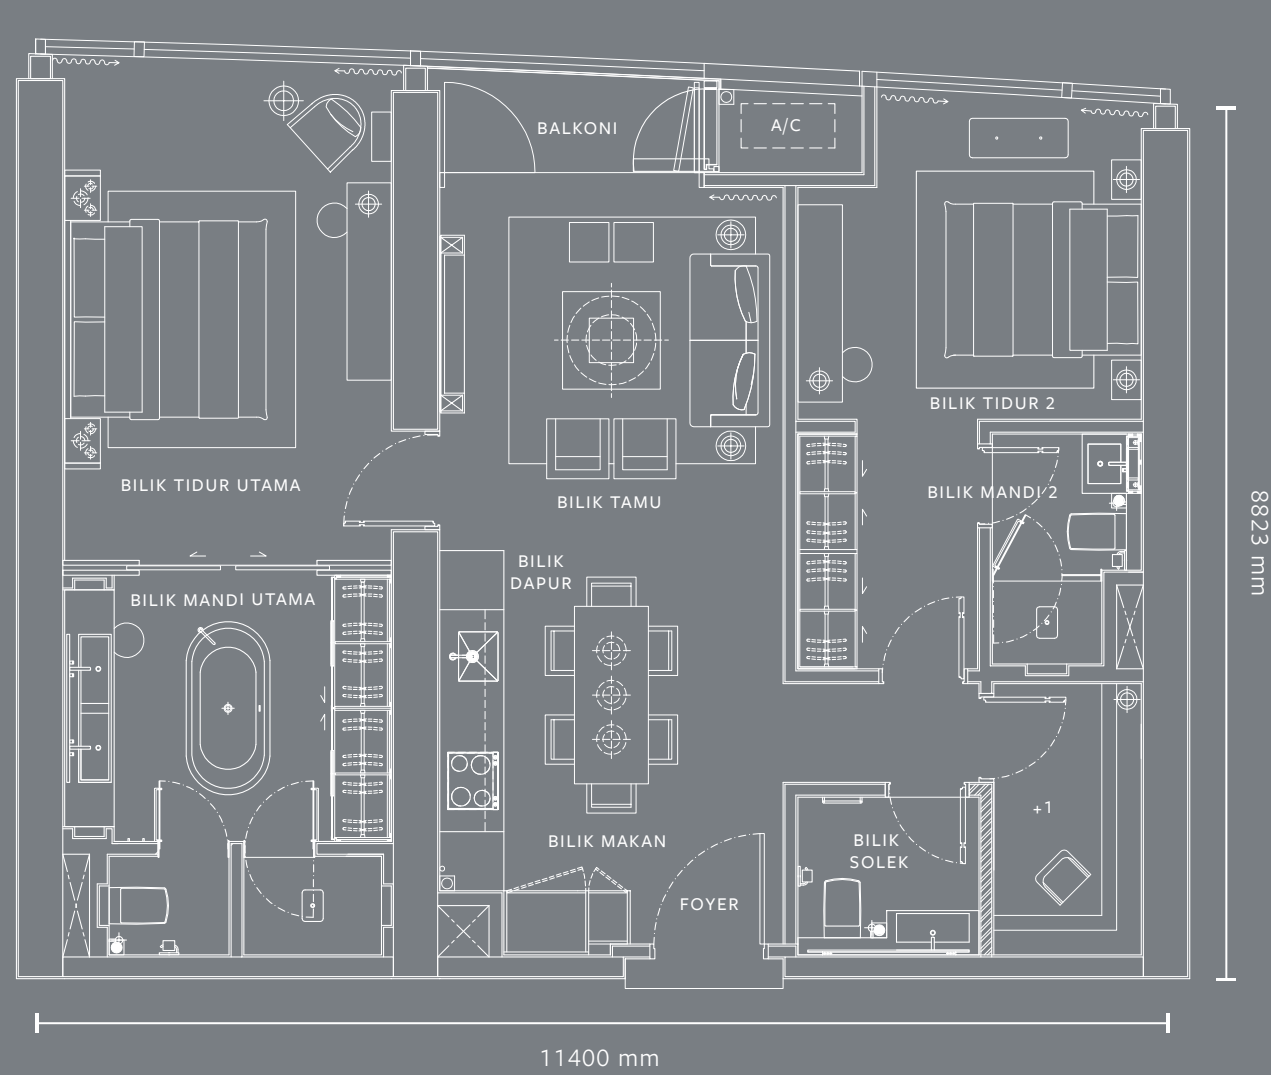 BALKONI
A/C
BILIK TIDUR 2
BILIK TIDUR UTAMA
BILIK TAMU
BILIK MANDI 2
BILIK
DAPUR
BILIK MANDI UTAMA
+1
BILIK MAKAN
BILIK
SOLEK
FOYER
8823 mm
11400 mm